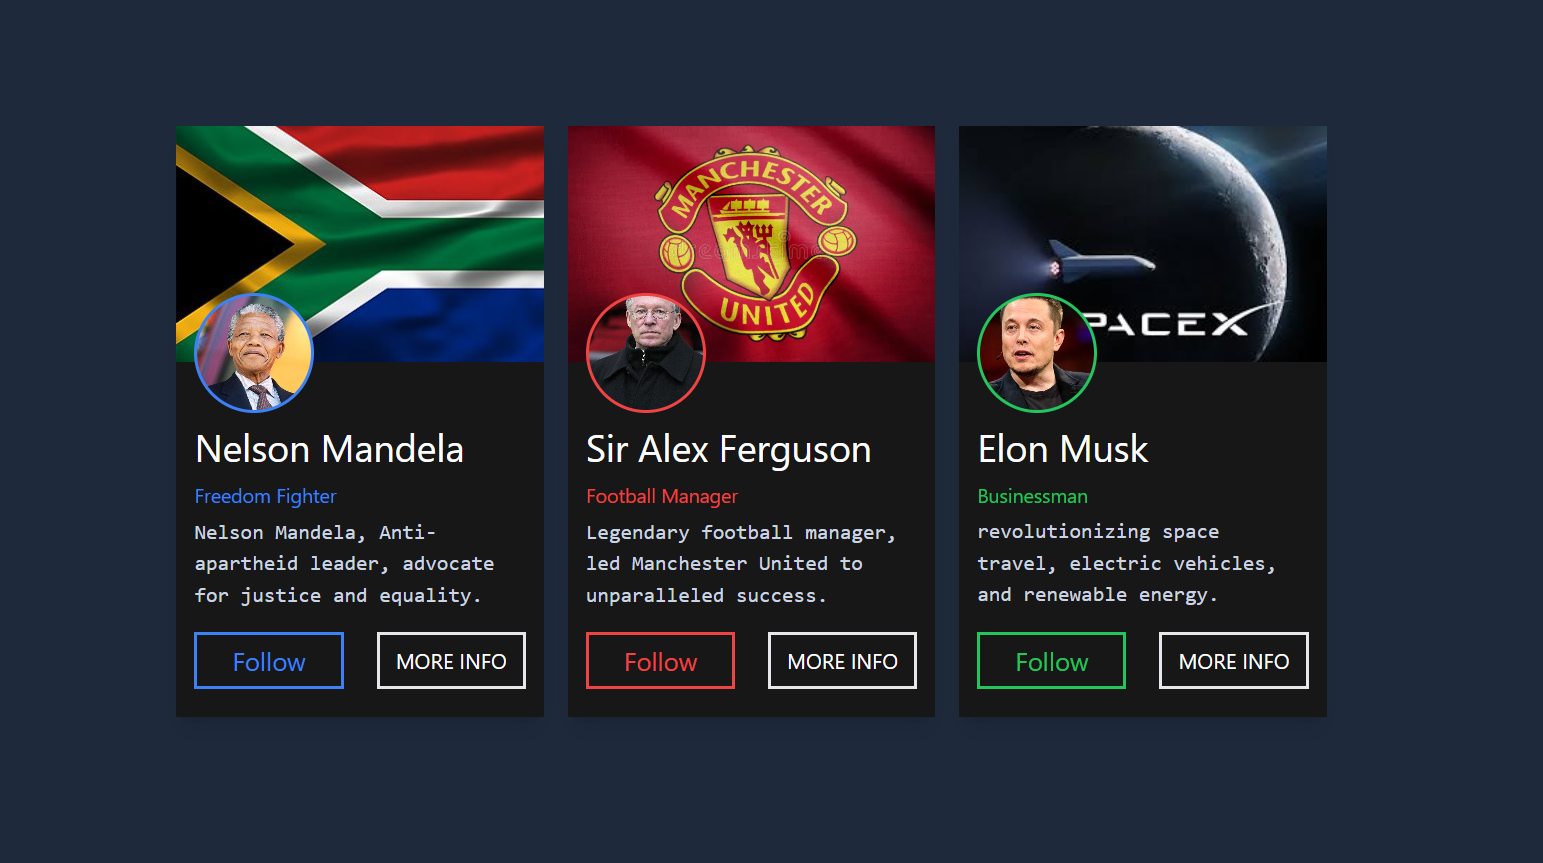 MANCHESTER
UNITED
SPACEX
Nelson Mandela
Freedom Fighter
Nelson Mandela, Anti-
apartheid leader, advocate
for justice and equality.
Follow
MORE INFO
Sir Alex Ferguson
Football Manager
Legendary football manager,
led Manchester United to
unparalleled success.
Follow
MORE INFO
Elon Musk
Businessman
revolutionizing space
travel, electric vehicles,
and renewable energy.
Follow
MORE INFO